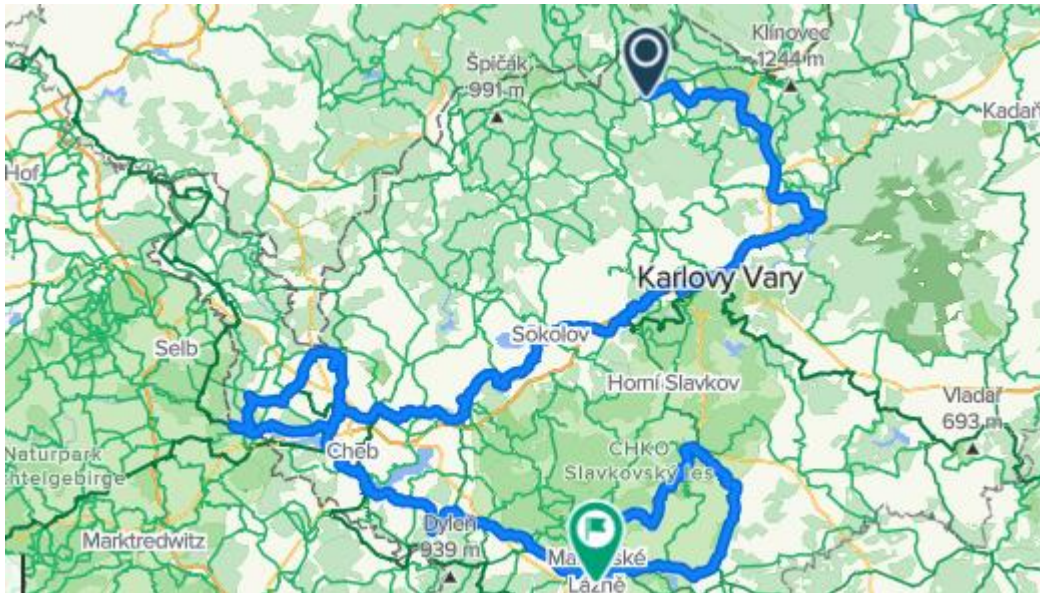 Klínovec
1244 m
Špičák
991 m
Kadaň
Hof
Karlovy Vary
Sokolov
Selb
Horní Slavkov
Vladař
693 m
Cheb
CHKO
Slavkovský les
Naturpark
Dyleň
939 m
Marktredwitz
Lázně